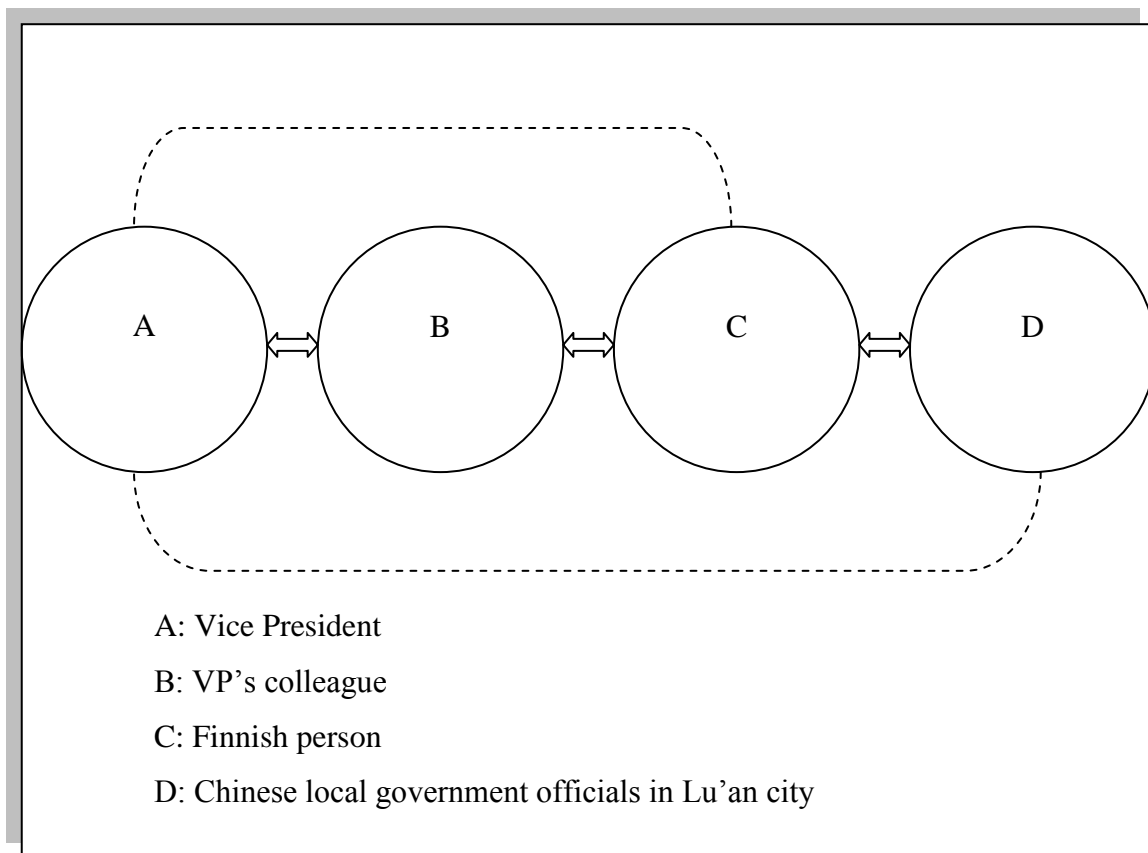 A B C D
A: Vice President
B: VP’s colleague
C: Finnish person
D: Chinese local government officials in Lu’an city